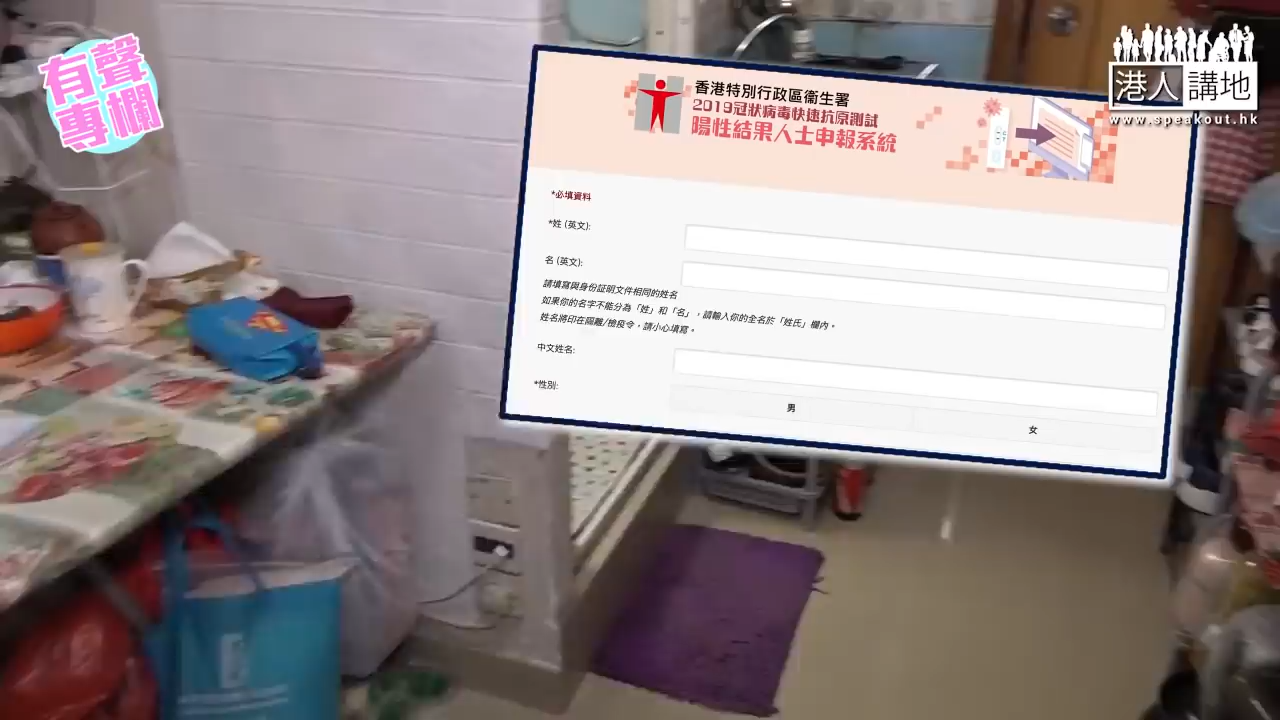 有聲
專欄
港人講地
www.speakout.hk
香港特別行政區衞生署
2019冠狀病毒快速抗原測試
陽性結果人士申報系統
*必填資料
*姓 (英文):
名 (英文):
請填寫與身份証明文件相同的姓名
如果你的名字不能分為「姓」和「名」，請輸入你的全名於「姓氏」欄內。
姓名將印在隔離/檢疫令，請小心填寫。
中文姓名:
*性別:
男
女